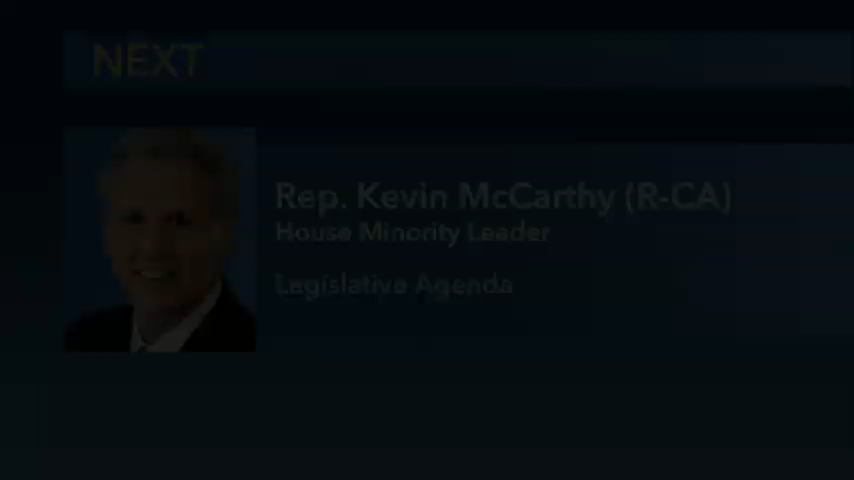 NEXT
Rep. Kevin McCarthy (R-CA)
House Minority Leader
Legislative Agenda